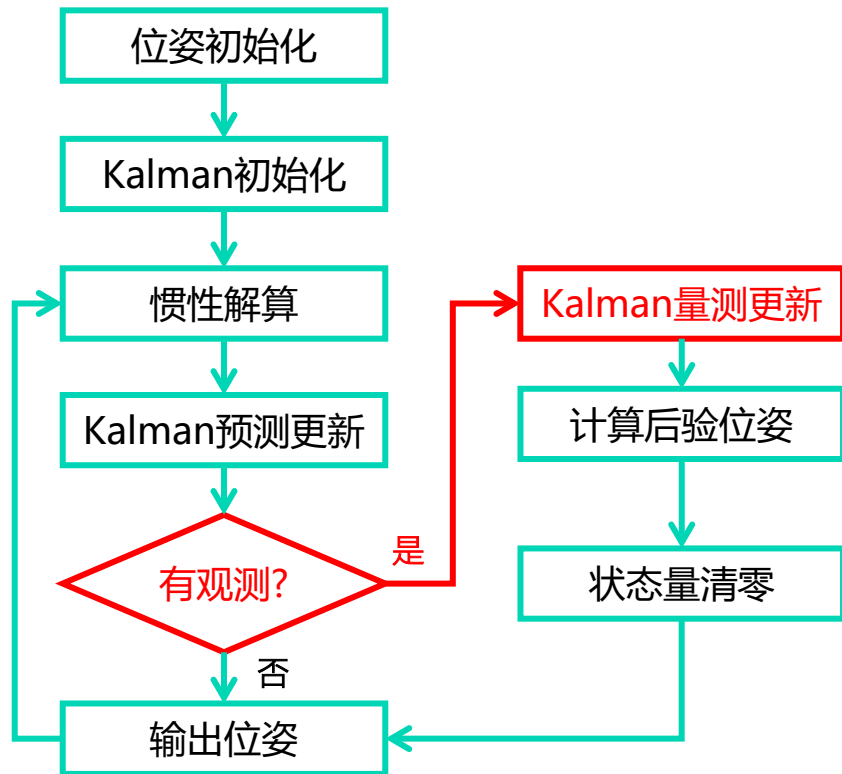 位姿初始化
Kalman初始化
惯性解算
Kalman预测更新
有观测?
是
否
输出位姿
Kalman量测更新
计算后验位姿
状态量清零